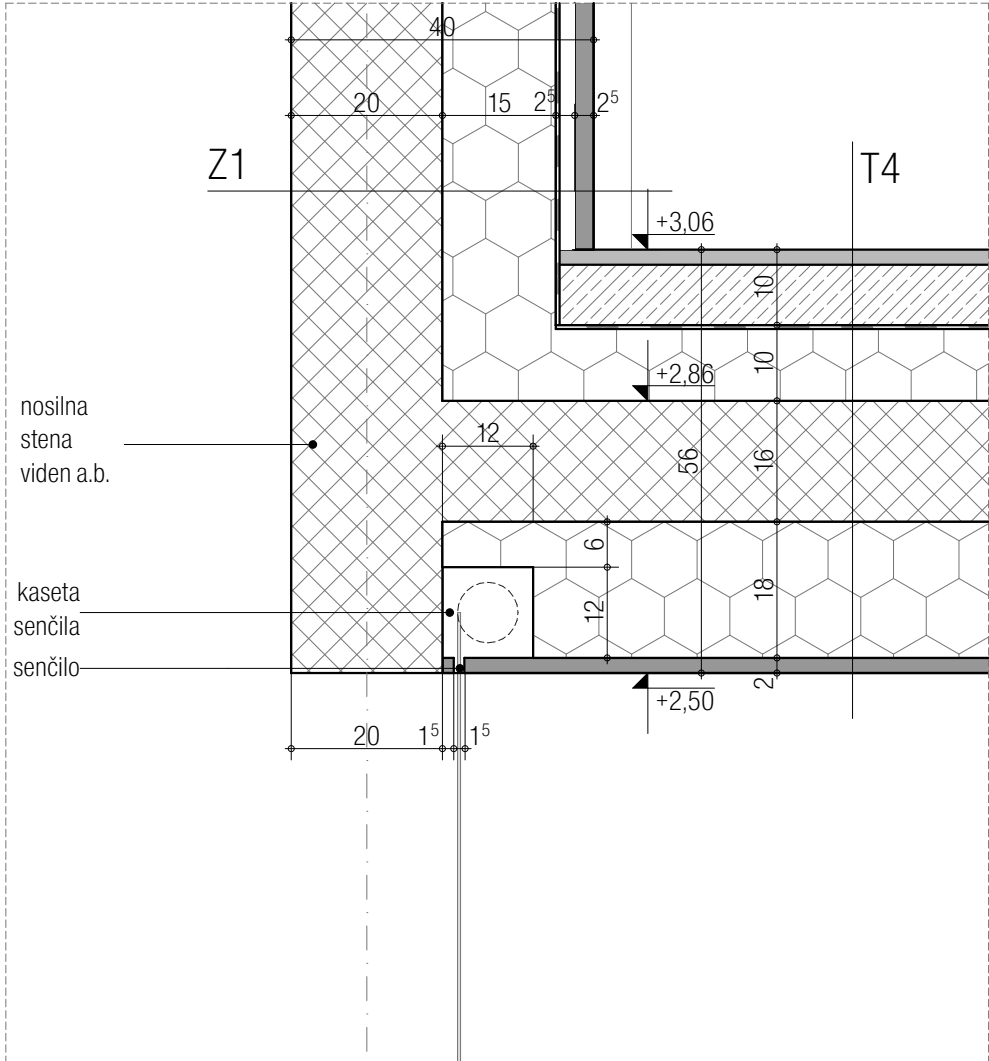 40
20
15
2⁵
2⁵
Z1
T4
+3,06
10
10
+2,86
nosilna
stena
viden a.b.
12
56
16
6
18
12
kaseta
senčila
senčilo
2
+2,50
20
1⁵
1⁵